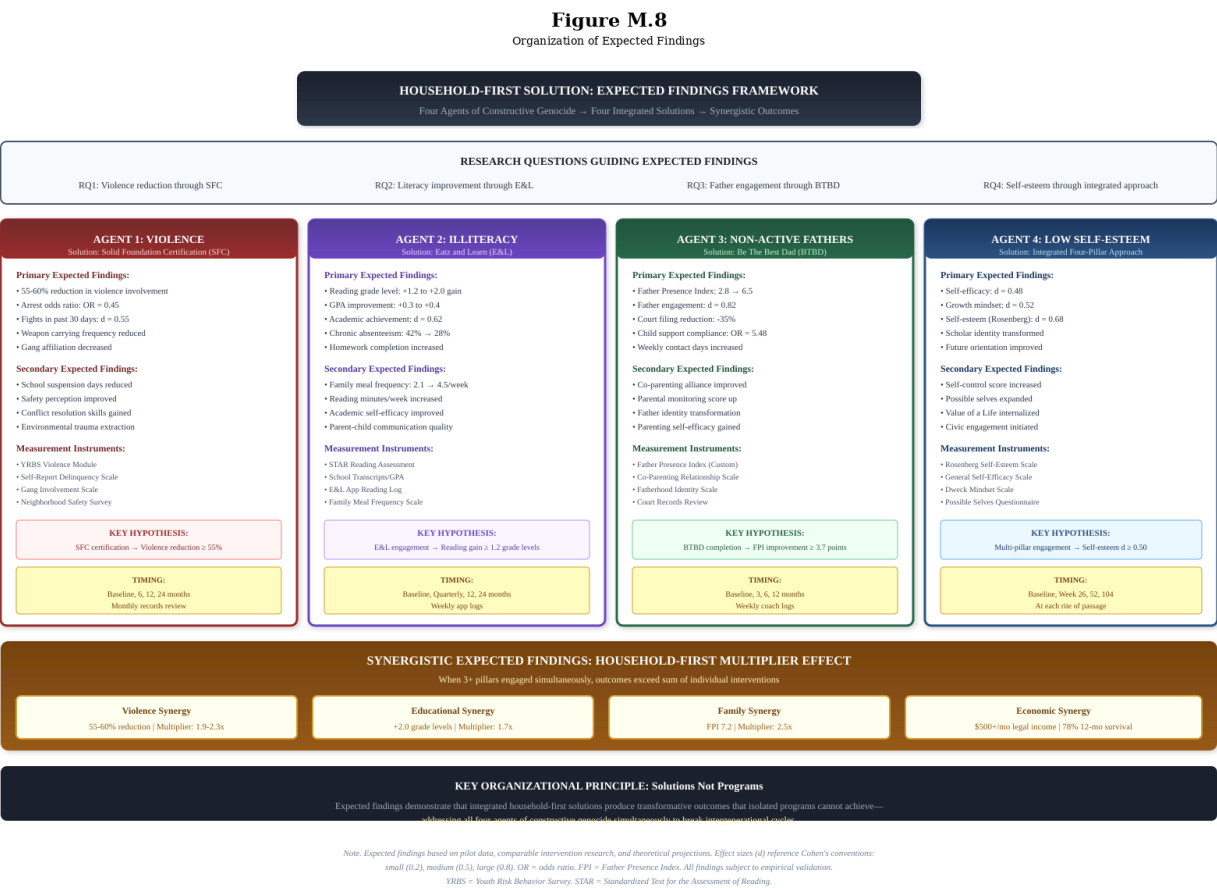 Figure M.8
Organization of Expected Findings
HOUSEHOLD-FIRST SOLUTION: EXPECTED FINDINGS FRAMEWORK
Four Agents of Constructive Genocide → Four Integrated Solutions → Synergistic Outcomes
RESEARCH QUESTIONS GUIDING EXPECTED FINDINGS
RQ1: Violence reduction through SFC
RQ2: Literacy improvement through E&L
RQ3: Father engagement through BTBD
RQ4: Self-esteem through integrated approach
AGENT 1: VIOLENCE
Solution: Solid Foundation Certification (SFC)
Primary Expected Findings:
• 55-60% reduction in violence involvement
• Arrest odds ratio: OR = 0.45
• Fights in past 30 days: d = 0.55
• Weapon carrying frequency reduced
• Gang affiliation decreased
Secondary Expected Findings:
• School suspension days reduced
• Safety perception improved
• Conflict resolution skills gained
• Environmental trauma extraction
Measurement Instruments:
• YRBS Violence Module
• Self-Report Delinquency Scale
• Gang Involvement Scale
• Neighborhood Safety Survey
KEY HYPOTHESIS:
SFC certification → Violence reduction ≥ 55%
TIMING:
Baseline, 6, 12, 24 months
Monthly records review
AGENT 2: ILLITERACY
Solution: Eatz and Learn (E&L)
Primary Expected Findings:
• Reading grade level: +1.2 to +2.0 gain
• GPA improvement: +0.3 to +0.4
• Academic achievement: d = 0.62
• Chronic absenteeism: 42% → 28%
• Homework completion increased
Secondary Expected Findings:
• Family meal frequency: 2.1 → 4.5/week
• Reading minutes/week increased
• Academic self-efficacy improved
• Parent-child communication quality
Measurement Instruments:
• STAR Reading Assessment
• School Transcripts/GPA
• E&L App Reading Log
• Family Meal Frequency Scale
KEY HYPOTHESIS:
E&L engagement → Reading gain ≥ 1.2 grade levels
TIMING:
Baseline, Quarterly, 12, 24 months
Weekly app logs
AGENT 3: NON-ACTIVE FATHERS
Solution: Be The Best Dad (BTBD)
Primary Expected Findings:
• Father Presence Index: 2.8 → 6.5
• Father engagement: d = 0.82
• Court filing reduction: -35%
• Child support compliance: OR = 5.48
• Weekly contact days increased
Secondary Expected Findings:
• Co-parenting alliance improved
• Parental monitoring score up
• Father identity transformation
• Parenting self-efficacy gained
Measurement Instruments:
• Father Presence Index (Custom)
• Co-Parenting Relationship Scale
• Fatherhood Identity Scale
• Court Records Review
KEY HYPOTHESIS:
BTBD completion → FPI improvement ≥ 3.7 points
TIMING:
Baseline, 3, 6, 12 months
Weekly coach logs
AGENT 4: LOW SELF-ESTEEM
Solution: Integrated Four-Pillar Approach
Primary Expected Findings:
• Self-efficacy: d = 0.48
• Growth mindset: d = 0.52
• Self-esteem (Rosenberg): d = 0.68
• Scholar identity transformed
• Future orientation improved
Secondary Expected Findings:
• Self-control score increased
• Possible selves expanded
• Value of a Life internalized
• Civic engagement initiated
Measurement Instruments:
• Rosenberg Self-Esteem Scale
• General Self-Efficacy Scale
• Dweck Mindset Scale
• Possible Selves Questionnaire
KEY HYPOTHESIS:
Multi-pillar engagement → Self-esteem d ≥ 0.50
TIMING:
Baseline, Week 26, 52, 104
At each rite of passage
SYNERGISTIC EXPECTED FINDINGS: HOUSEHOLD-FIRST MULTIPLIER EFFECT
When 3+ pillars engaged simultaneously, outcomes exceed sum of individual interventions
Violence Synergy
55-60% reduction | Multiplier: 1.9-2.3x
Educational Synergy
+2.0 grade levels | Multiplier: 1.7x
Family Synergy
FPI 7.2 | Multiplier: 2.5x
Economic Synergy
$500+/mo legal income | 78% 12-mo survival
KEY ORGANIZATIONAL PRINCIPLE: Solutions Not Programs
Expected findings demonstrate that integrated household-first solutions produce transformative outcomes that isolated programs cannot achieve—
addressing all four agents of constructive genocide simultaneously to break intergenerational cycles.
Note. Expected findings based on pilot data, comparable intervention research, and theoretical projections. Effect sizes (d) reference Cohen's conventions:
small (0.2), medium (0.5), large (0.8). OR = odds ratio. FPI = Father Presence Index. All findings subject to empirical validation.
YRBS = Youth Risk Behavior Survey. STAR = Standardized Test for the Assessment of Reading.